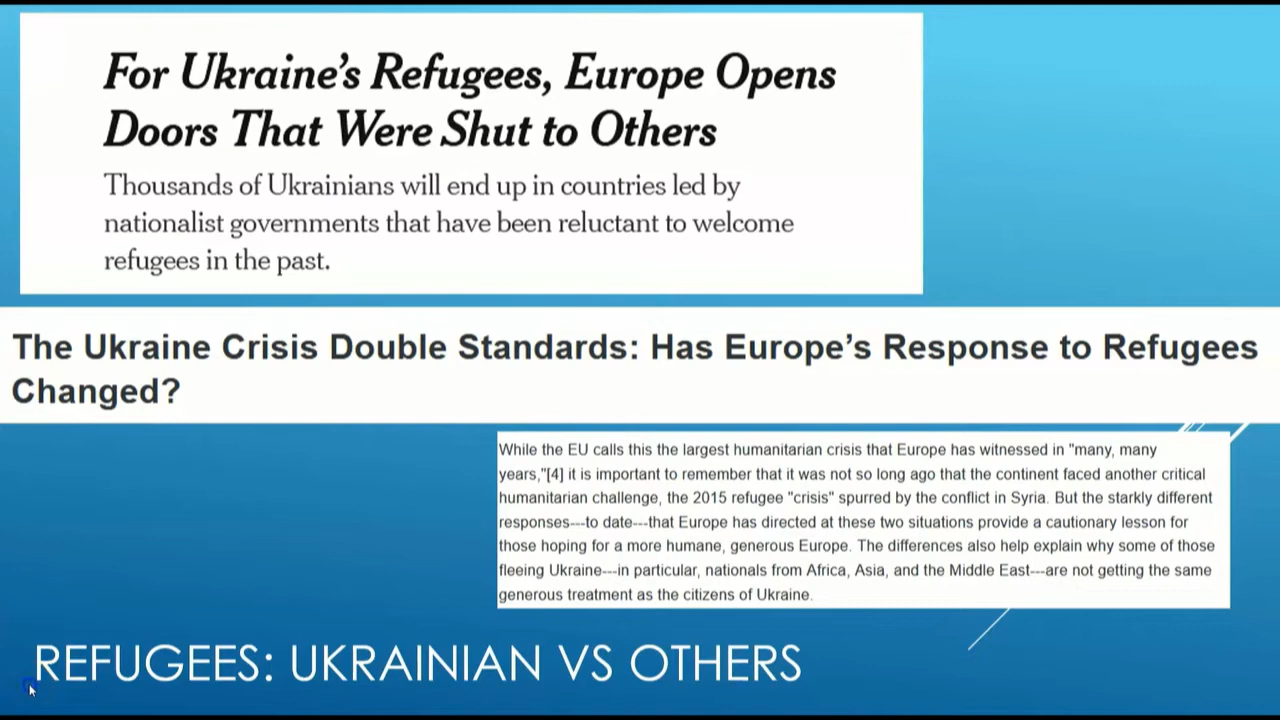 For Ukraine’s Refugees, Europe Opens
Doors That Were Shut to Others
Thousands of Ukrainians will end up in countries led by
nationalist governments that have been reluctant to welcome
refugees in the past.
The Ukraine Crisis Double Standards: Has Europe’s Response to Refugees
Changed?
While the EU calls this the largest humanitarian crisis that Europe has witnessed in "many, many
years,"[4] it is important to remember that it was not so long ago that the continent faced another critical
humanitarian challenge, the 2015 refugee "crisis" spurred by the conflict in Syria. But the starkly different
responses---to date---that Europe has directed at these two situations provide a cautionary lesson for
those hoping for a more humane, generous Europe. The differences also help explain why some of those
fleeing Ukraine---in particular, nationals from Africa, Asia, and the Middle East---are not getting the same
generous treatment as the citizens of Ukraine.
REFUGEES: UKRAINIAN VS OTHERS